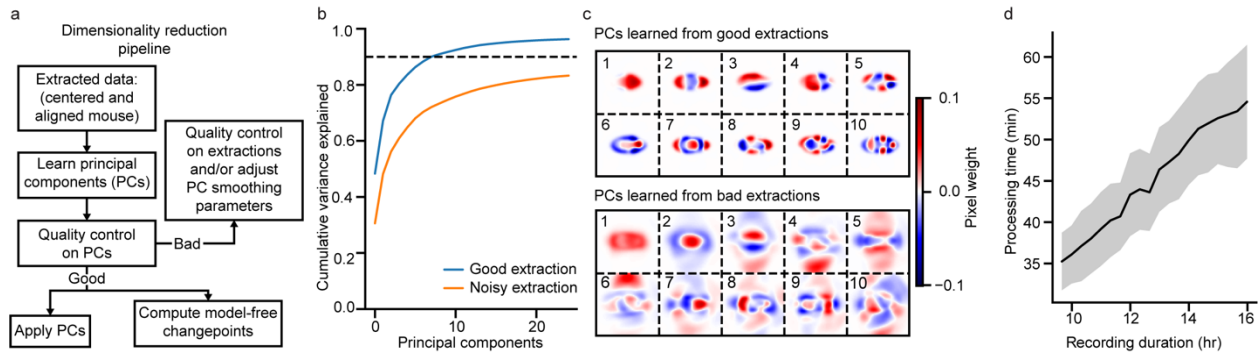 a
Dimensionality reduction
pipeline
Extracted data:
(centered and
aligned mouse)
Learn principal
components (PCs)
Quality control
on PCs
Bad
Quality control
on extractions
and/or adjust
PC smoothing
parameters
Good
Apply PCs
Compute model-free
changepoints
b
Cumulative variance explained
1.0
0.8
0.6
0.4
0.2
0.0
Good extraction
Noisy extraction
0 10 20
Principal components
c
PCs learned from good extractions
1 2 3 4 5
6 7 8 9 10
PCs learned from bad extractions
1 2 3 4 5
6 7 8 9 10
0.1
0.0
−0.1
Pixel weight
d
Processing time (min)
60
55
50
45
40
35
10 12 14 16
Recording duration (hr)